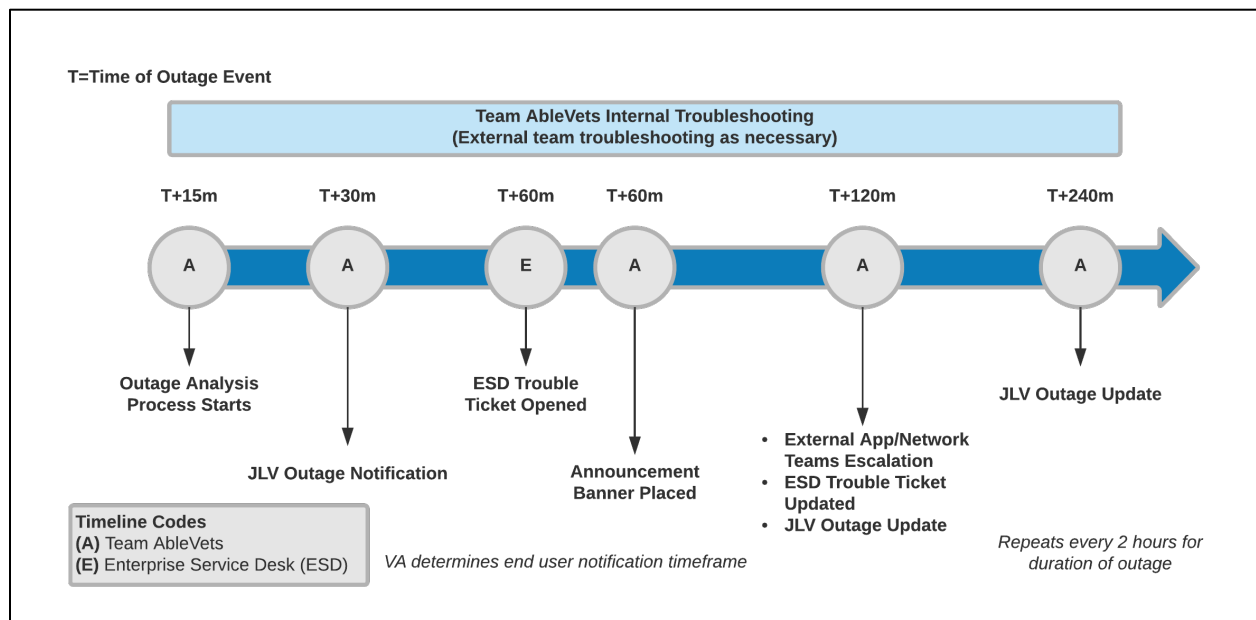 T=Time of Outage Event
Team AbleVets Internal Troubleshooting
(External team troubleshooting as necessary)
T+15m
T+30m
T+60m
T+60m
T+120m
T+240m
A
A
E
A
A
A
Outage Analysis
Process Starts
JLV Outage Notification
ESD Trouble
Ticket Opened
Announcement
Banner Placed
• External App/Network
Teams Escalation
• ESD Trouble Ticket
Updated
• JLV Outage Update
JLV Outage Update
Timeline Codes
(A) Team AbleVets
(E) Enterprise Service Desk (ESD)
VA determines end user notification timeframe
Repeats every 2 hours for
duration of outage